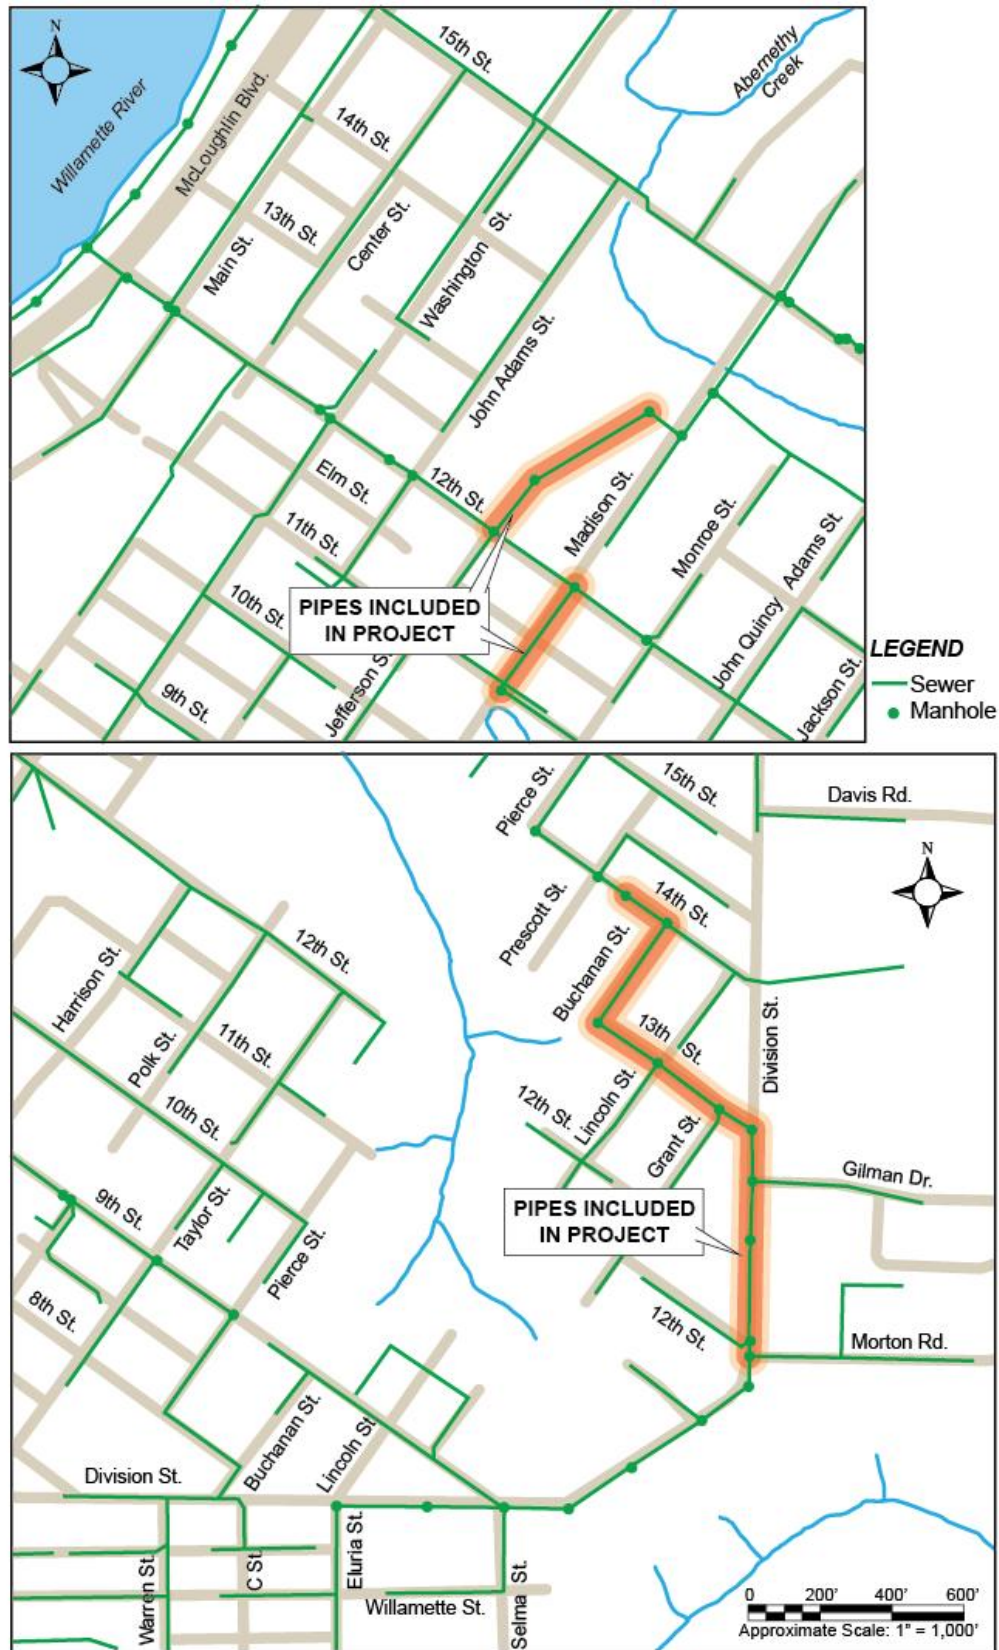 N
15th St.
Abernethy
Creek
Willamette River
McLoughlin Blvd.
14th St.
13th St.
Center St.
Main St.
Washington St.
John Adams St.
Elm St.
12th St.
11th St.
Madison St.
Monroe St.
John Quincy Adams St.
10th St.
PIPES INCLUDED
IN PROJECT
9th St.
Jefferson St.
Jackson St.
LEGEND
Sewer
Manhole
Pierce St.
15th St.
Davis Rd.
N
Prescott St.
14th St.
Harrison St.
12th St.
Buchanan St.
Polk St.
11th St.
13th St.
Division St.
10th St.
12th St.
Lincoln St.
Grant St.
Gilman Dr.
9th St.
Taylor St.
Pierce St.
PIPES INCLUDED
IN PROJECT
8th St.
12th St.
Morton Rd.
Buchanan St.
Lincoln St
Division St.
Warren St.
C St.
Eluria St.
Willamette St.
Selma St.
0 200' 400' 600'
Approximate Scale: 1" = 1,000'